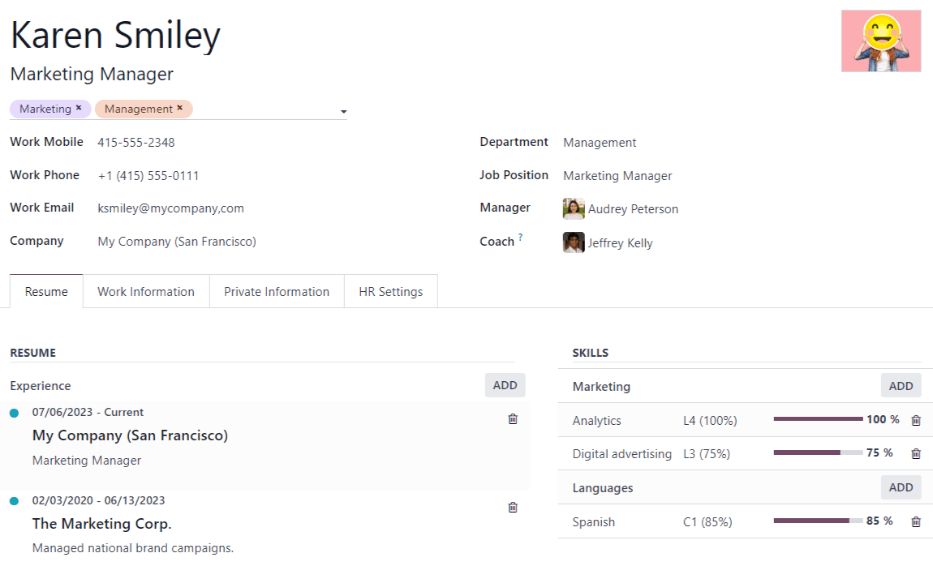 Karen Smiley
Marketing Manager
Marketing × Management ×
Work Mobile 415-555-2348
Department Management
Work Phone +1 (415) 555-0111
Job Position Marketing Manager
Work Email ksmiley@mycompany,com
Manager Audrey Peterson
Company My Company (San Francisco)
Coach ? Jeffrey Kelly
Resume Work Information Private Information HR Settings
RESUME
Experience ADD
07/06/2023 - Current
My Company (San Francisco)
Marketing Manager
02/03/2020 - 06/13/2023
The Marketing Corp.
Managed national brand campaigns.
SKILLS
Marketing ADD
Analytics L4 (100%) 100 %
Digital advertising L3 (75%) 75 %
Languages ADD
Spanish C1 (85%) 85 %